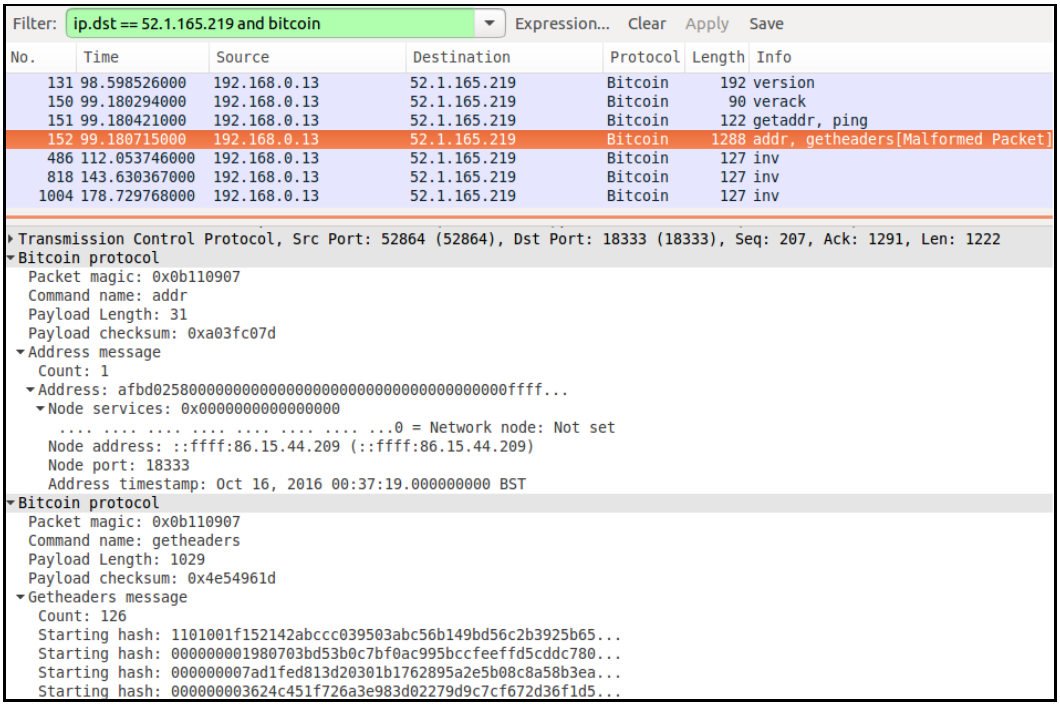 Filter: ip.dst == 52.1.165.219 and bitcoin Expression... Clear Apply Save
No. Time Source Destination Protocol Length Info
131 98.598526000 192.168.0.13 52.1.165.219 Bitcoin 192 version
150 99.180294000 192.168.0.13 52.1.165.219 Bitcoin 90 verack
151 99.180421000 192.168.0.13 52.1.165.219 Bitcoin 122 getaddr, ping
152 99.180715000 192.168.0.13 52.1.165.219 Bitcoin 1288 addr, getheaders[Malformed Packet]
486 112.053746000 192.168.0.13 52.1.165.219 Bitcoin 127 inv
818 143.630367000 192.168.0.13 52.1.165.219 Bitcoin 127 inv
1004 178.729768000 192.168.0.13 52.1.165.219 Bitcoin 127 inv
Transmission Control Protocol, Src Port: 52864 (52864), Dst Port: 18333 (18333), Seq: 207, Ack: 1291, Len: 1222
Bitcoin protocol
Packet magic: 0x0b110907
Command name: addr
Payload Length: 31
Payload checksum: 0xa03fc07d
Address message
Count: 1
Address: afbd0258000000000000000000000000000000000000ffff...
Node services: 0x0000000000000000
.... .... .... .... .... .... .... ...0 = Network node: Not set
Node address: ::ffff:86.15.44.209 (::ffff:86.15.44.209)
Node port: 18333
Address timestamp: Oct 16, 2016 00:37:19.000000000 BST
Bitcoin protocol
Packet magic: 0x0b110907
Command name: getheaders
Payload Length: 1029
Payload checksum: 0x4e54961d
Getheaders message
Count: 126
Starting hash: 1101001f152142abccc039503abc56b149bd56c2b3925b65...
Starting hash: 000000001980703bd53b0c7bf0ac995bccfeeffd5cddc780...
Starting hash: 000000007ad1fed813d20301b1762895a2e5b08c8a58b3ea...
Starting hash: 000000003624c451f726a3e983d02279d9c7cf672d36f1d5...